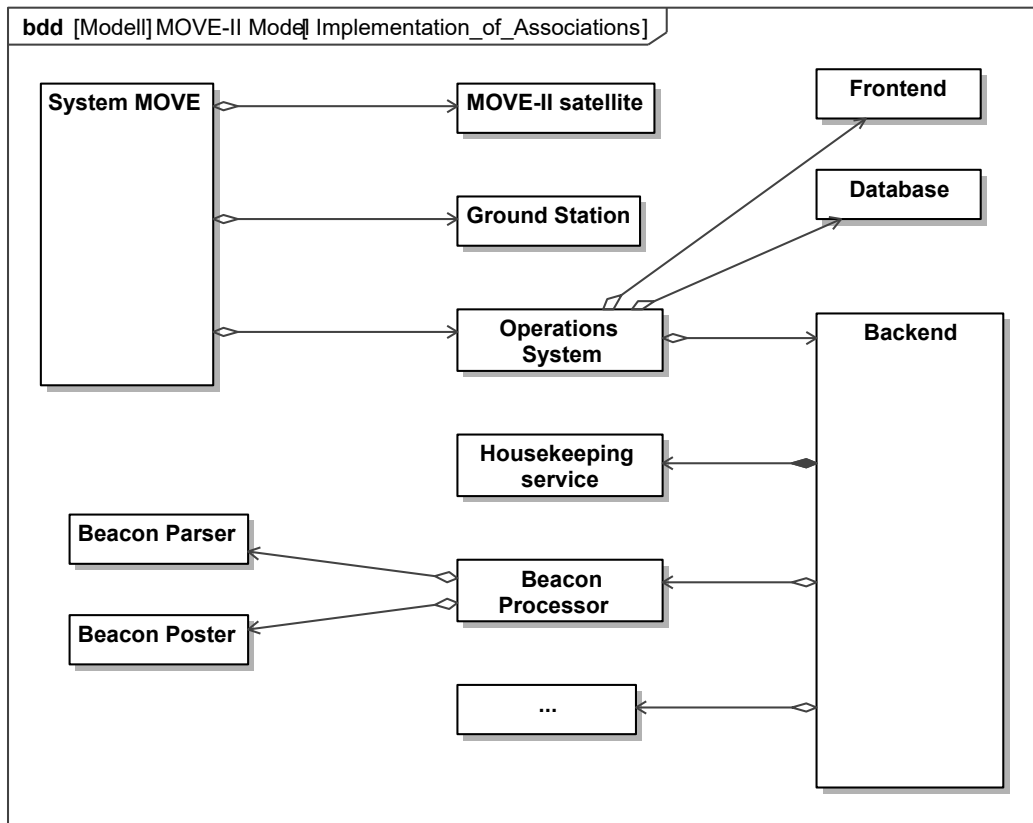 bdd [Modell] MOVE-II Model[ Implementation_of_Associations]
System MOVE
MOVE-II satellite
Frontend
Database
Ground Station
Operations
System
Backend
Housekeeping
service
Beacon Parser
Beacon
Processor
Beacon Poster
...